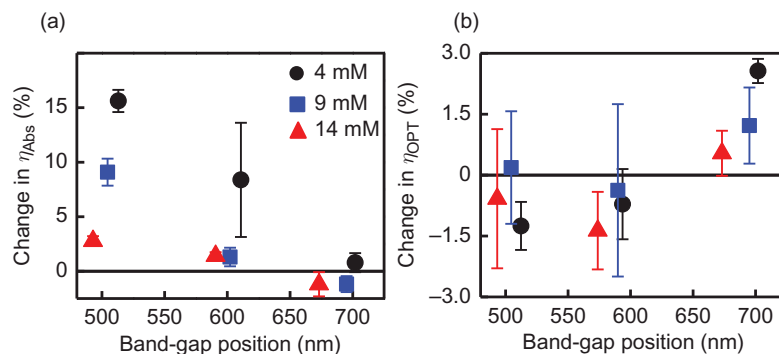 (a)
Change in ηAbs (%)
15
10
5
0
4 mM
9 mM
14 mM
500 550 600 650 700
Band-gap position (nm)
(b)
Change in ηOPT (%)
3.0
1.5
0
–1.5
–3.0
500 550 600 650 700
Band-gap position (nm)